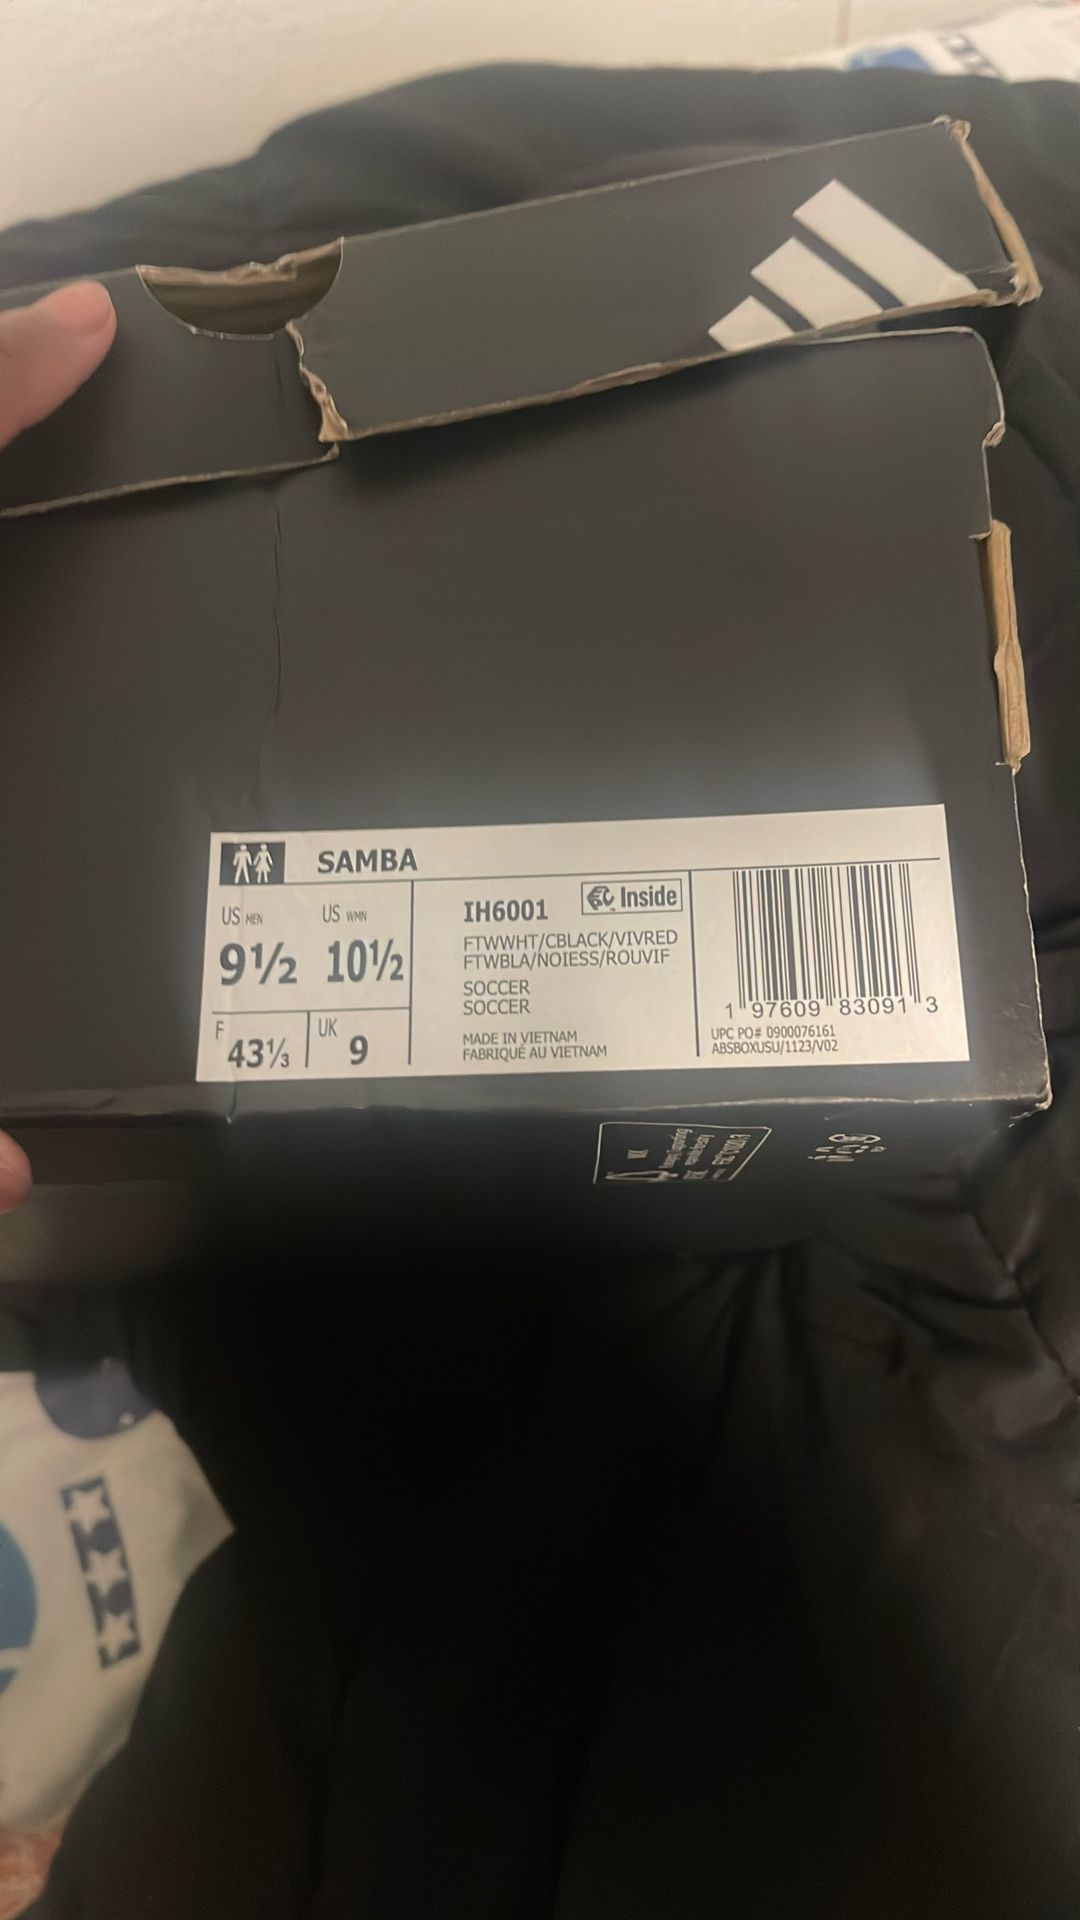 SAMBA
US MEN
9½
US WMN
10½
F
43⅓
UK
9
IH6001
Inside
FTWWHT/CBLACK/VIVRED
FTWBLA/NOIESS/ROUVIF
SOCCER
SOCCER
MADE IN VIETNAM
FABRIQUÉ AU VIETNAM
1 97609 83091 3
UPC PO# 0900076161
ABSBOXUSU/1123/V02